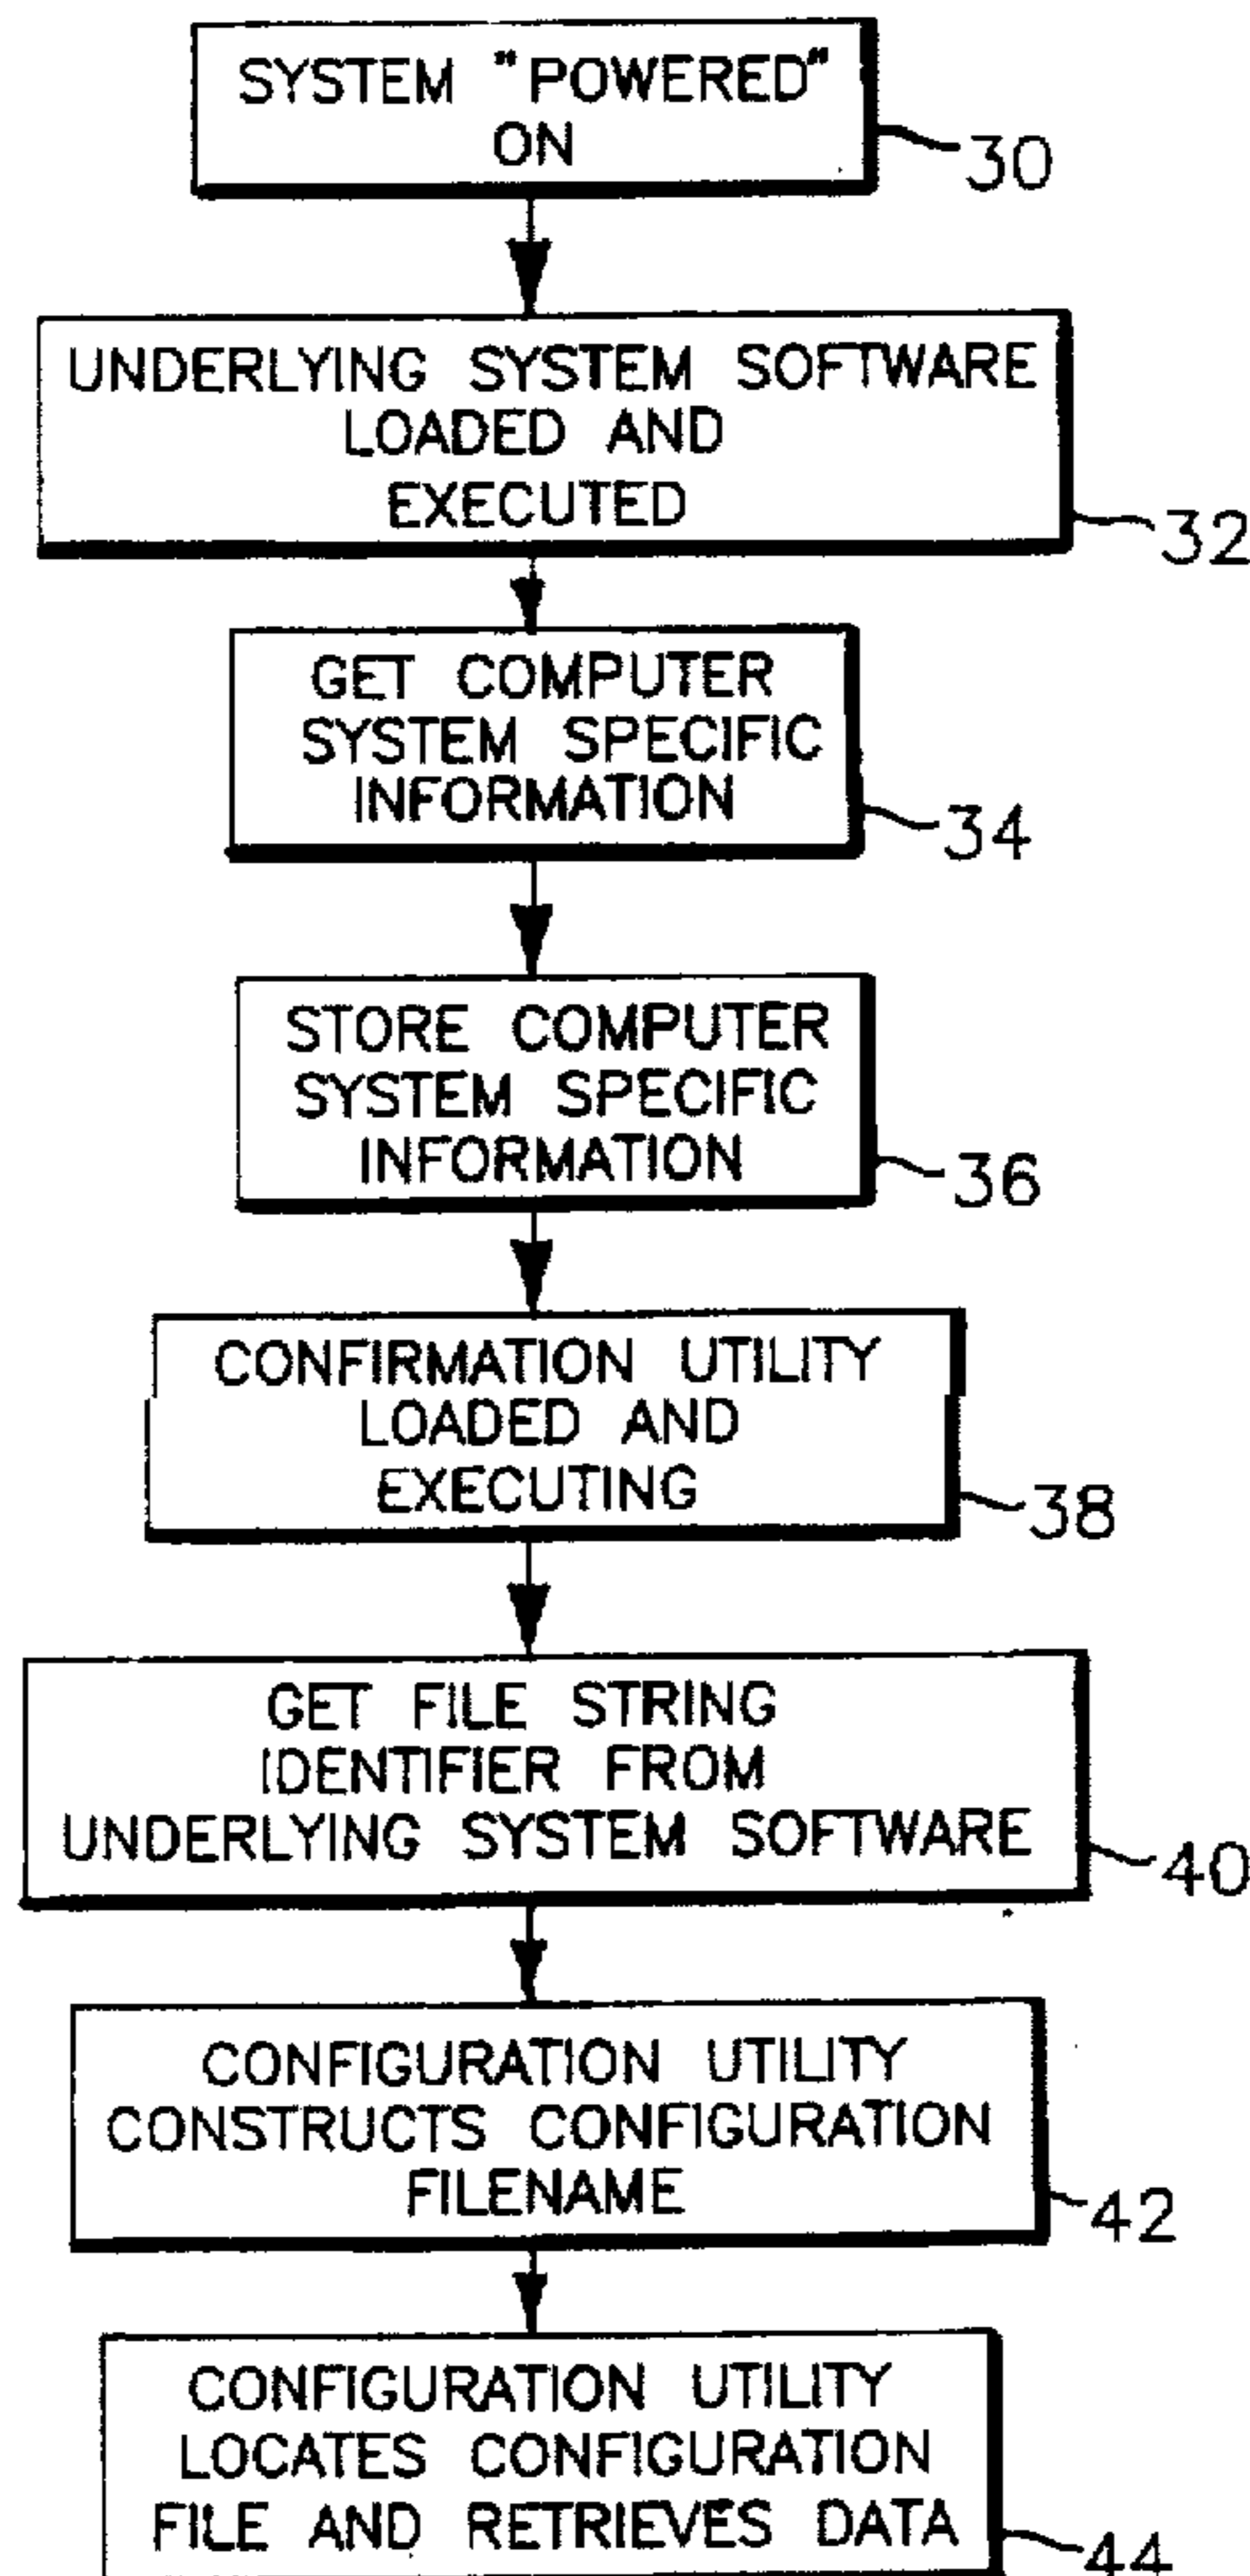 SYSTEM "POWERED"
ON
30
UNDERLYING SYSTEM SOFTWARE
LOADED AND
EXECUTED
32
GET COMPUTER
SYSTEM SPECIFIC
INFORMATION
34
STORE COMPUTER
SYSTEM SPECIFIC
INFORMATION
36
CONFIRMATION UTILITY
LOADED AND
EXECUTING
38
GET FILE STRING
IDENTIFIER FROM
UNDERLYING SYSTEM SOFTWARE
40
CONFIGURATION UTILITY
CONSTRUCTS CONFIGURATION
FILENAME
42
CONFIGURATION UTILITY
LOCATES CONFIGURATION
FILE AND RETRIEVES DATA
44